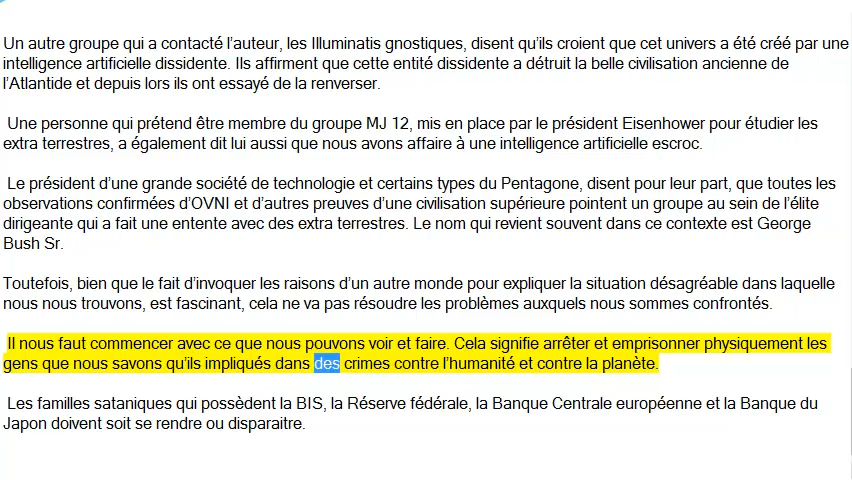 Un autre groupe qui a contacté l’auteur, les Illuminatis gnostiques, disent qu’ils croient que cet univers a été créé par une
intelligence artificielle dissidente. Ils affirment que cette entité dissidente a détruit la belle civilisation ancienne de
l’Atlantide et depuis lors ils ont essayé de la renverser.
Une personne qui prétend être membre du groupe MJ 12, mis en place par le président Eisenhower pour étudier les
extra terrestres, a également dit lui aussi que nous avons affaire à une intelligence artificielle escroc.
Le président d’une grande société de technologie et certains types du Pentagone, disent pour leur part, que toutes les
observations confirmées d’OVNI et d’autres preuves d’une civilisation supérieure pointent un groupe au sein de l’élite
dirigeante qui a fait une entente avec des extra terrestres. Le nom qui revient souvent dans ce contexte est George
Bush Sr.
Toutefois, bien que le fait d’invoquer les raisons d’un autre monde pour expliquer la situation désagréable dans laquelle
nous nous trouvons, est fascinant, cela ne va pas résoudre les problèmes auxquels nous sommes confrontés.
Il nous faut commencer avec ce que nous pouvons voir et faire. Cela signifie arrêter et emprisonner physiquement les
gens que nous savons qu’ils impliqués dans des crimes contre l’humanité et contre la planète.
Les familles sataniques qui possèdent la BIS, la Réserve fédérale, la Banque Centrale européenne et la Banque du
Japon doivent soit se rendre ou disparaitre.